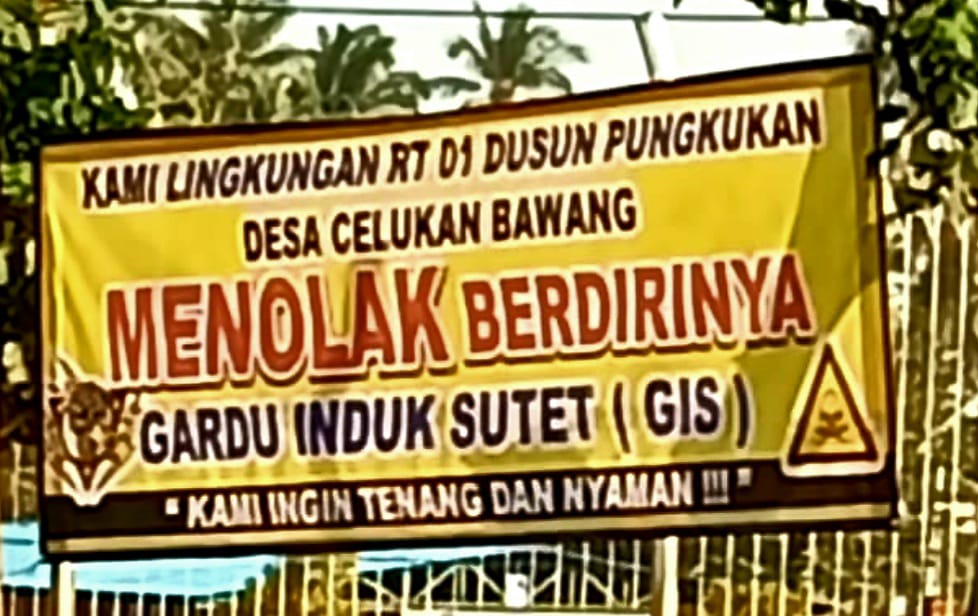 KAMI LINGKUNGAN RT 01 DUSUN PUNGKUKAN
DESA CELUKAN BAWANG
MENOLAK BERDIRINYA
GARDU INDUK SUTET ( GIS )
" KAMI INGIN TENANG DAN NYAMAN !!! "